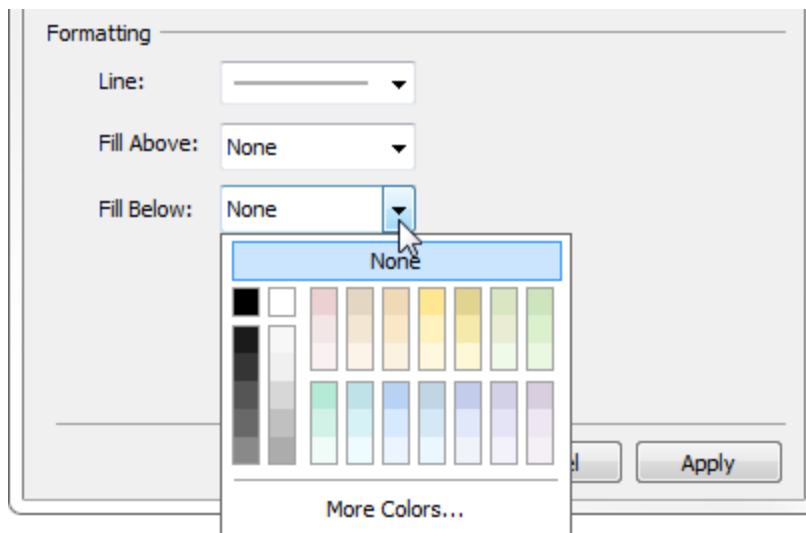 Formatting
Line:
Fill Above: None
Fill Below: None
None
Apply
More Colors...